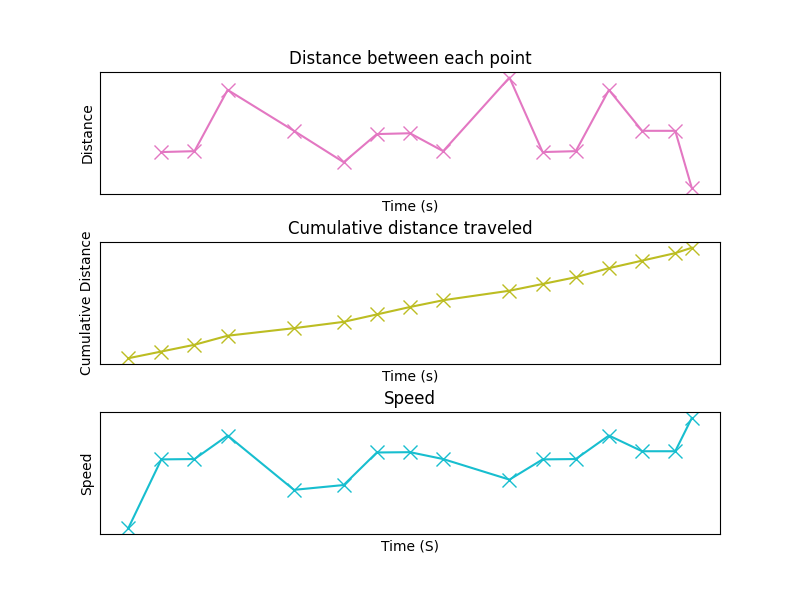 Distance between each point
Distance
Time (s)
Cumulative distance traveled
Cumulative Distance
Time (s)
Speed
Speed
Time (S)